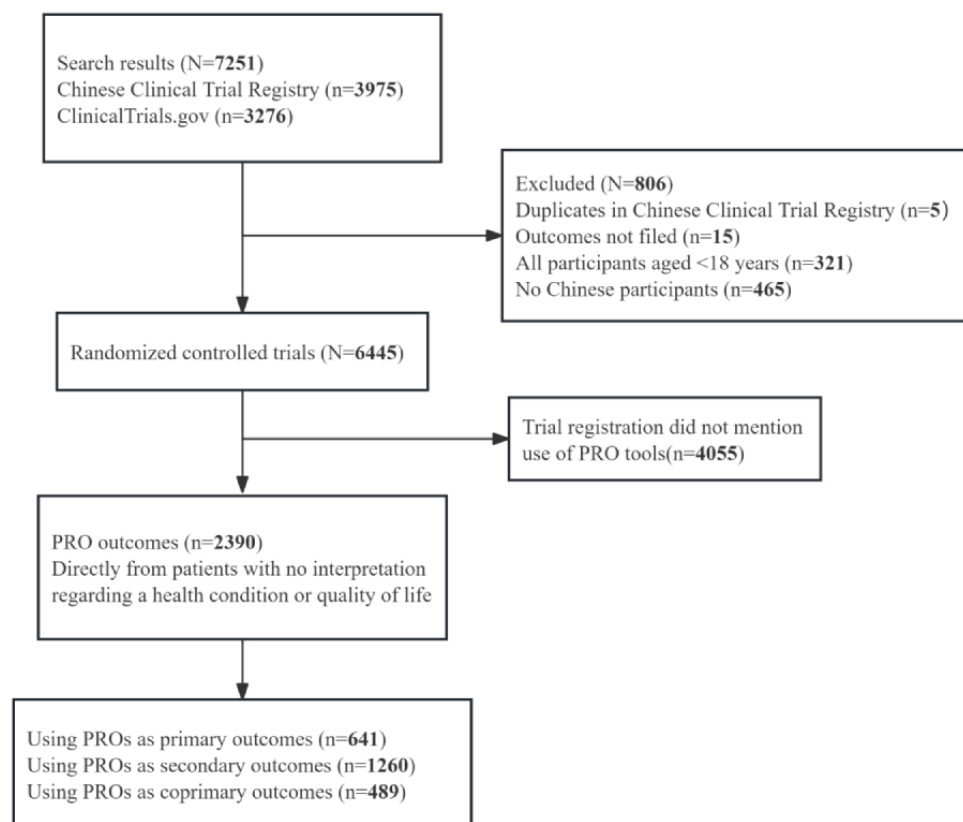 Search results (N=7251)
Chinese Clinical Trial Registry (n=3975)
ClinicalTrials.gov (n=3276)
Excluded (N=806)
Duplicates in Chinese Clinical Trial Registry (n=5)
Outcomes not filed (n=15)
All participants aged <18 years (n=321)
No Chinese participants (n=465)
Randomized controlled trials (N=6445)
Trial registration did not mention
use of PRO tools(n=4055)
PRO outcomes (n=2390)
Directly from patients with no interpretation
regarding a health condition or quality of life
Using PROs as primary outcomes (n=641)
Using PROs as secondary outcomes (n=1260)
Using PROs as coprimary outcomes (n=489)